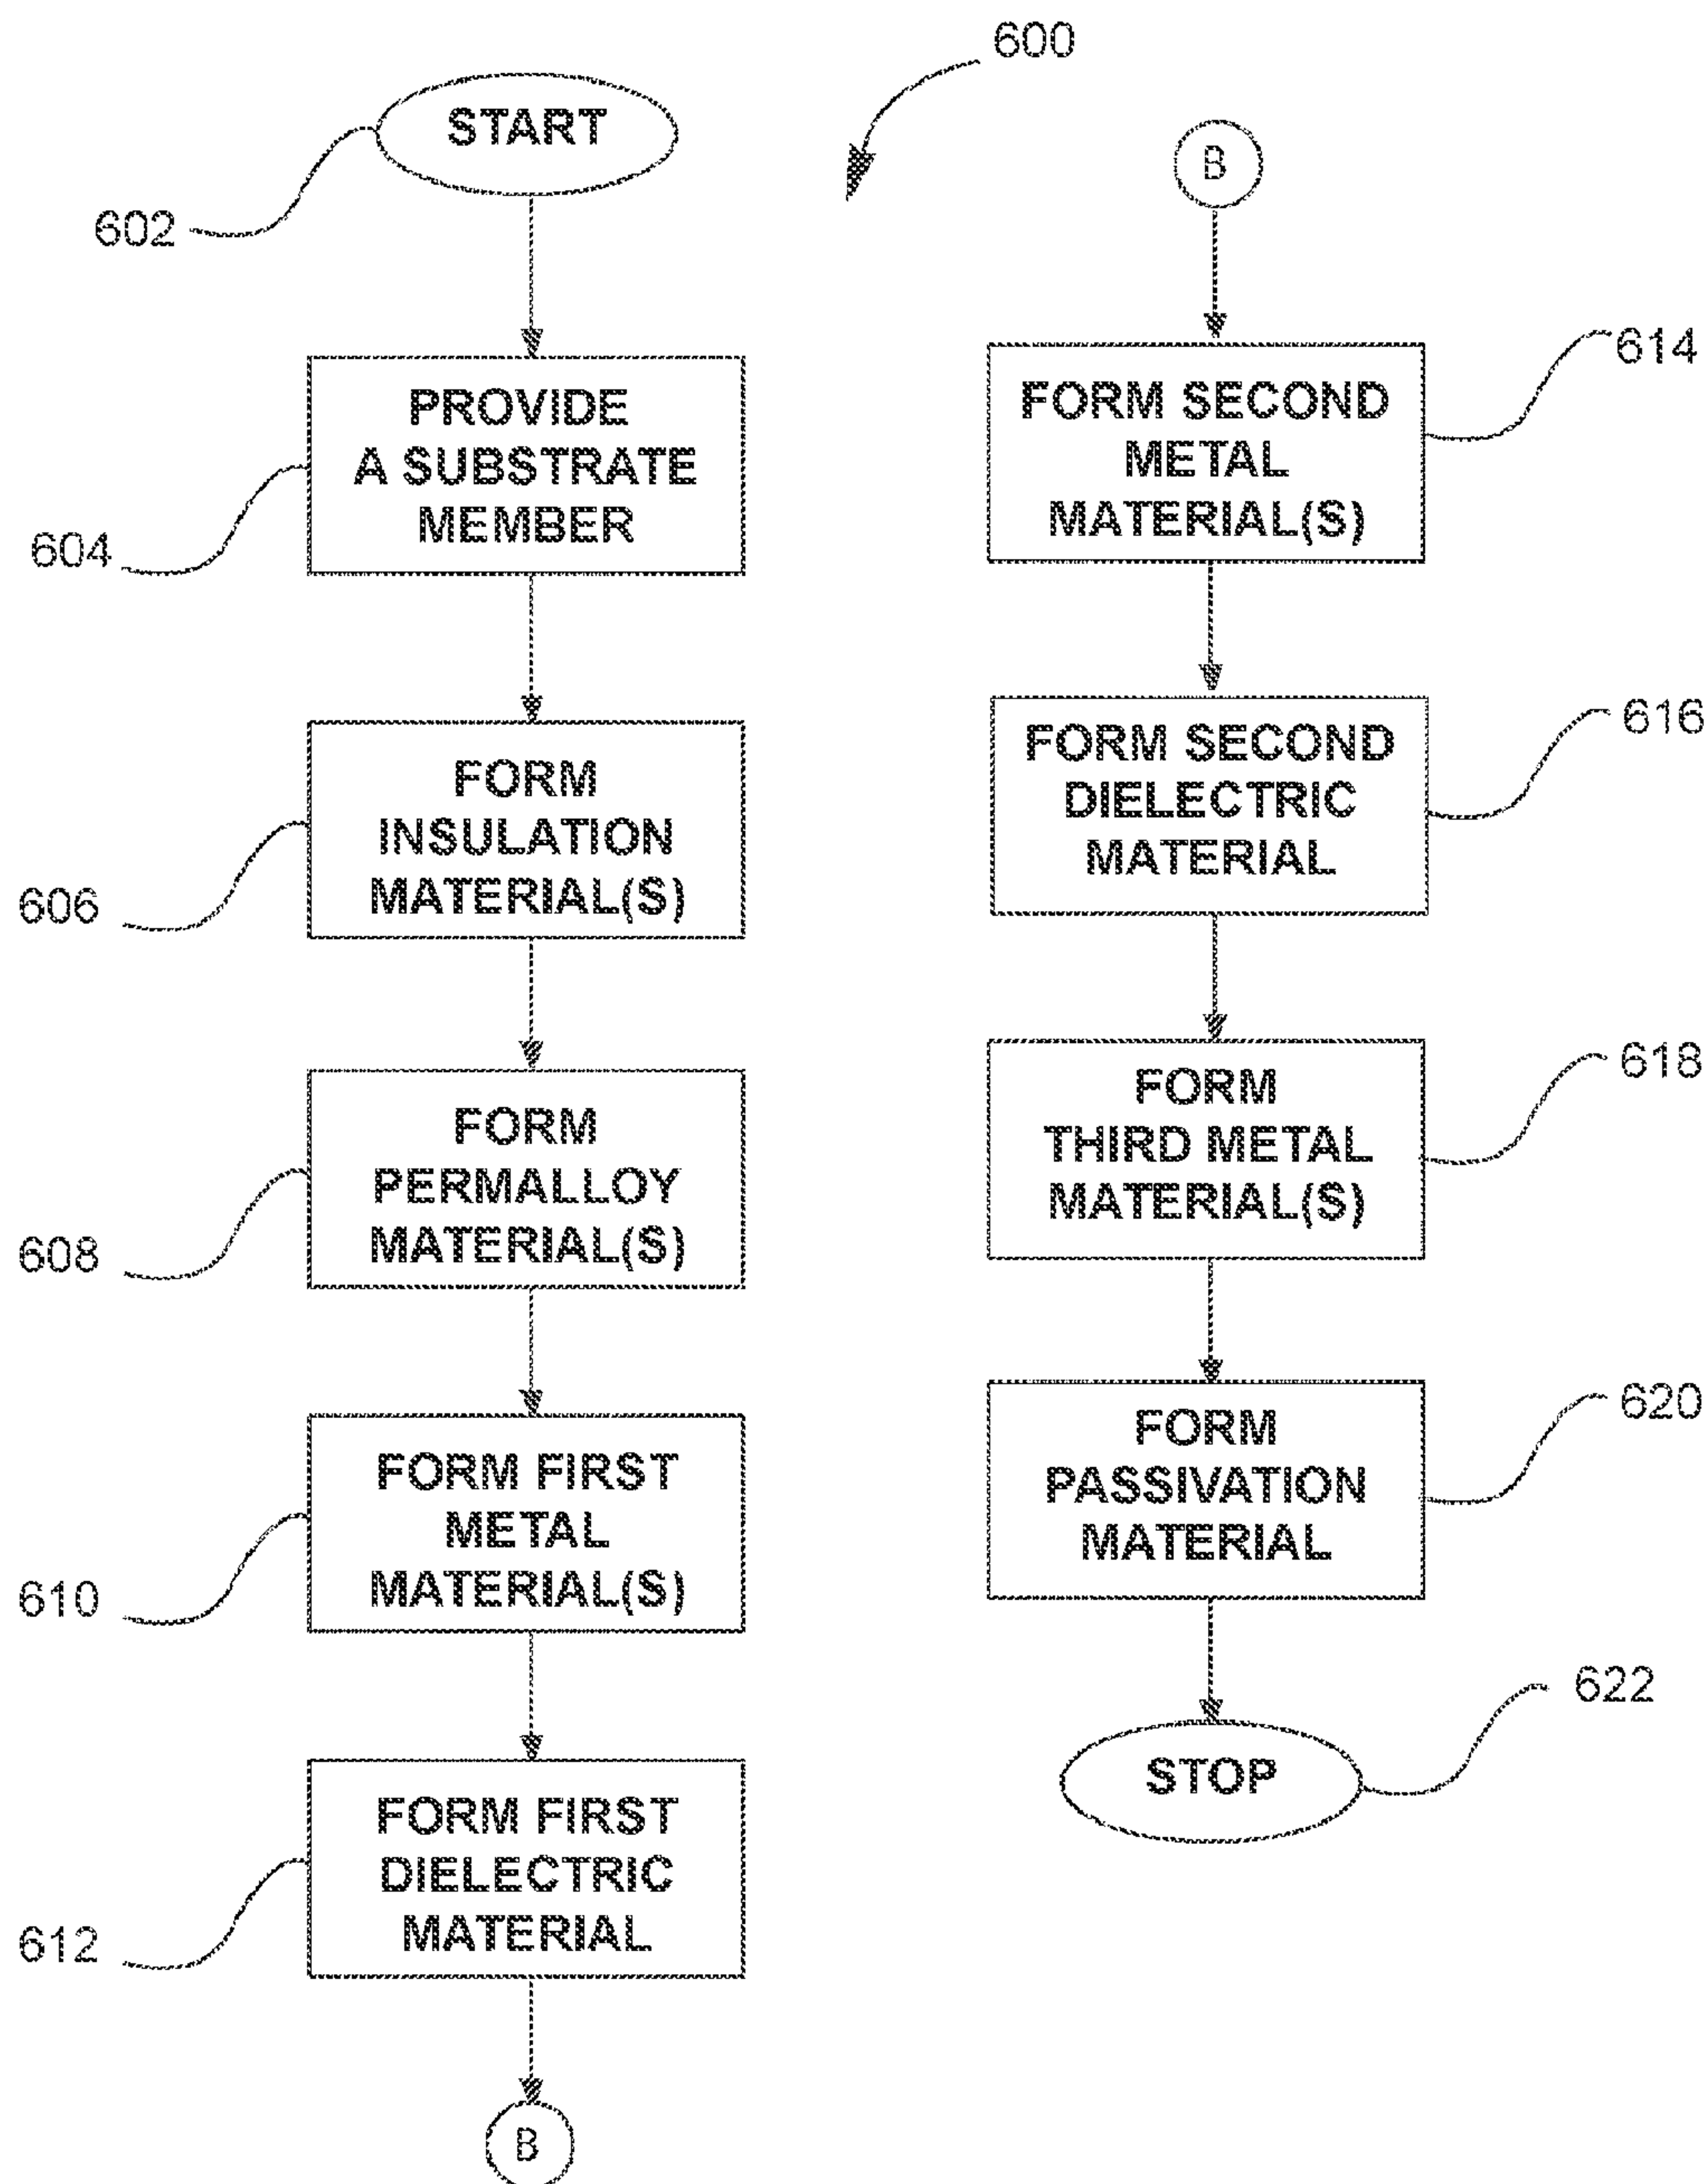 600
START
602
PROVIDE
A SUBSTRATE
MEMBER
604
FORM
INSULATION
MATERIAL(S)
606
FORM
PERMALLOY
MATERIAL(S)
608
FORM FIRST
METAL
MATERIAL(S)
610
FORM FIRST
DIELECTRIC
MATERIAL
612
B
B
614
FORM SECOND
METAL
MATERIAL(S)
616
FORM SECOND
DIELECTRIC
MATERIAL
618
FORM
THIRD METAL
MATERIAL(S)
620
FORM
PASSIVATION
MATERIAL
622
STOP